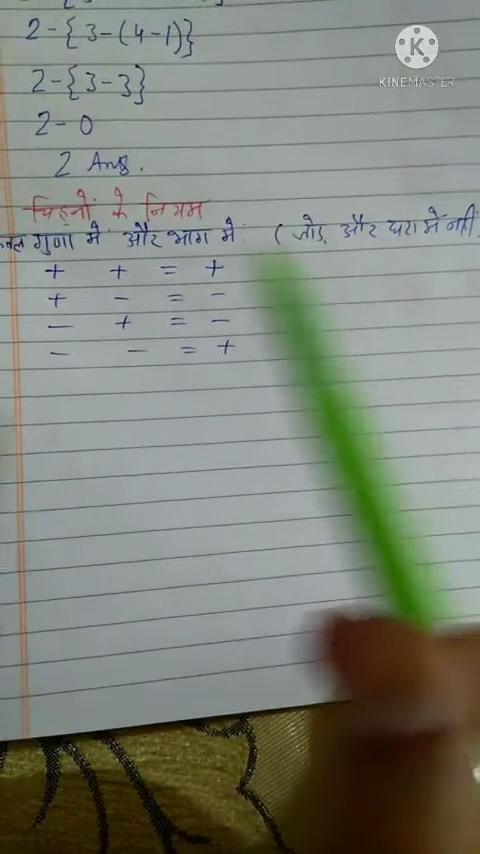 2-{3-(4-1)}
2-{3-3}
2-0
2 Ans.
चिह्नों के नियम
गुणा में और भाग में (जोड़ और घटा में नहीं
+ + = +
+ - = -
- + = -
- - = +
KINEMASTER